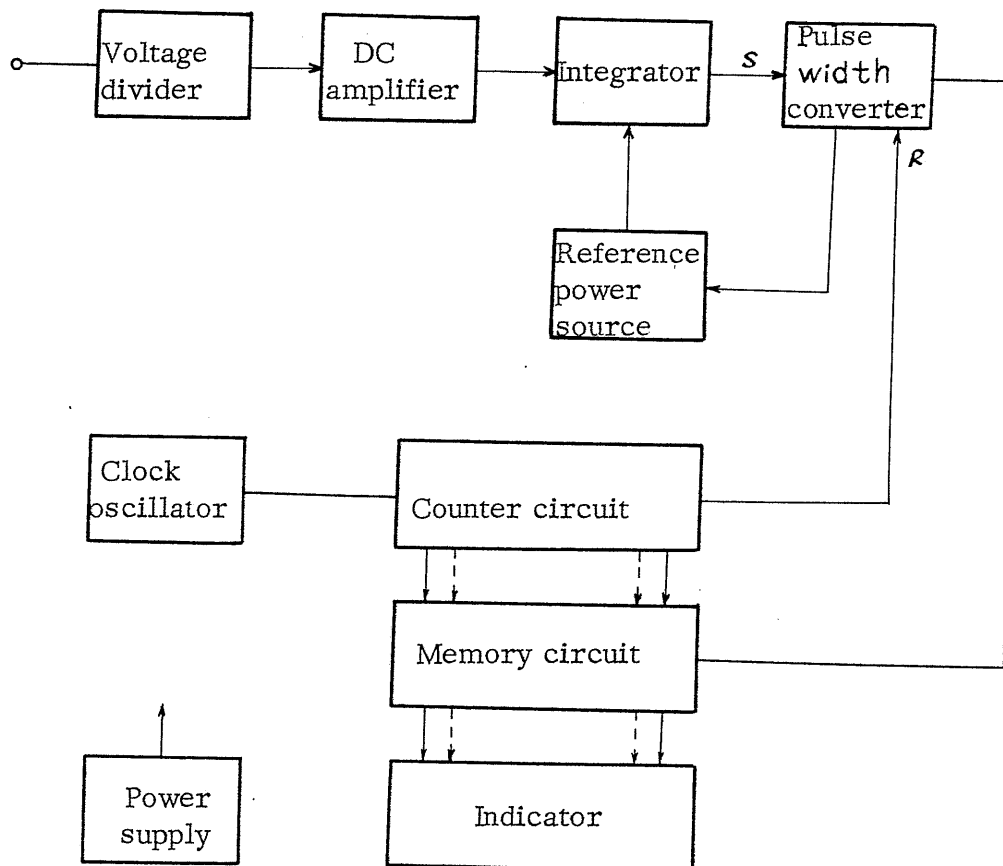 Voltage
divider
DC
amplifier
Integrator
S
Pulse
width
converter
R
Reference
power
source
Clock
oscillator
Counter circuit
Memory circuit
Power
supply
Indicator